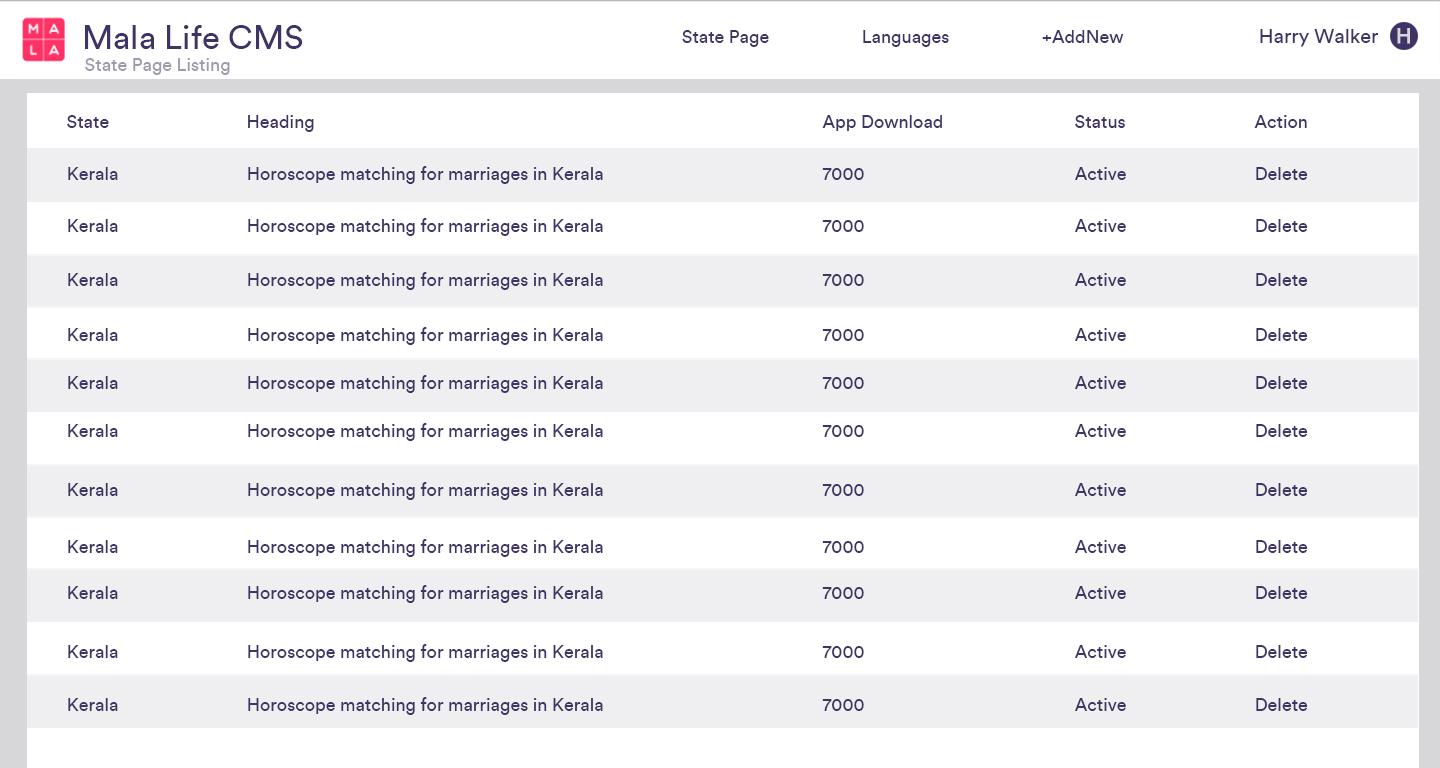 M A
L A
Mala Life CMS State Page Languages +AddNew Harry Walker H
State Page Listing
State Heading App Download Status Action
Kerala Horoscope matching for marriages in Kerala 7000 Active Delete
Kerala Horoscope matching for marriages in Kerala 7000 Active Delete
Kerala Horoscope matching for marriages in Kerala 7000 Active Delete
Kerala Horoscope matching for marriages in Kerala 7000 Active Delete
Kerala Horoscope matching for marriages in Kerala 7000 Active Delete
Kerala Horoscope matching for marriages in Kerala 7000 Active Delete
Kerala Horoscope matching for marriages in Kerala 7000 Active Delete
Kerala Horoscope matching for marriages in Kerala 7000 Active Delete
Kerala Horoscope matching for marriages in Kerala 7000 Active Delete
Kerala Horoscope matching for marriages in Kerala 7000 Active Delete
Kerala Horoscope matching for marriages in Kerala 7000 Active Delete